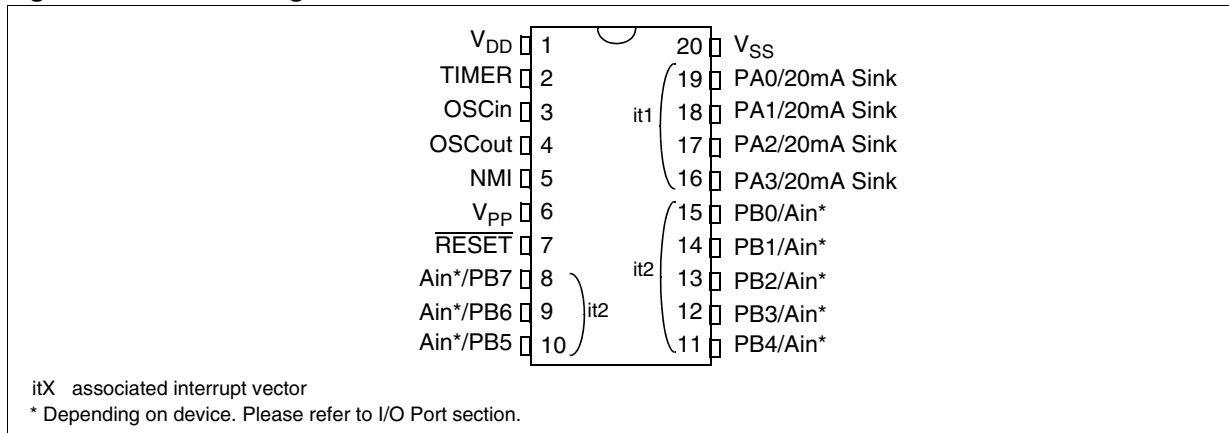 V_DD 1 20 V_SS
TIMER 2 19 PA0/20mA Sink
OSCin 3 it1 18 PA1/20mA Sink
OSCout 4 17 PA2/20mA Sink
NMI 5 16 PA3/20mA Sink
V_PP 6 15 PB0/Ain*
RESET 7 14 PB1/Ain*
Ain*/PB7 8 it2 13 PB2/Ain*
Ain*/PB6 9 it2 12 PB3/Ain*
Ain*/PB5 10 11 PB4/Ain*
itX associated interrupt vector
* Depending on device. Please refer to I/O Port section.